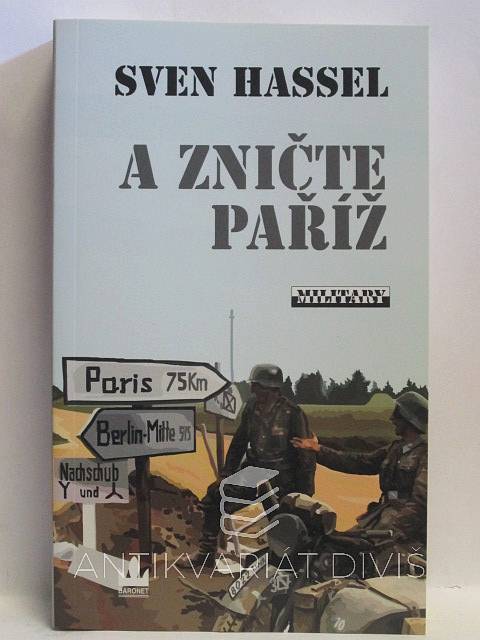 SVEN HASSEL
A ZNIČTE
PAŘÍŽ
MILITARY
Paris 75Km
Berlin-Mitte 515
Nachschub
und
ANTIKVARIÁT DIVIŠ
BARONET